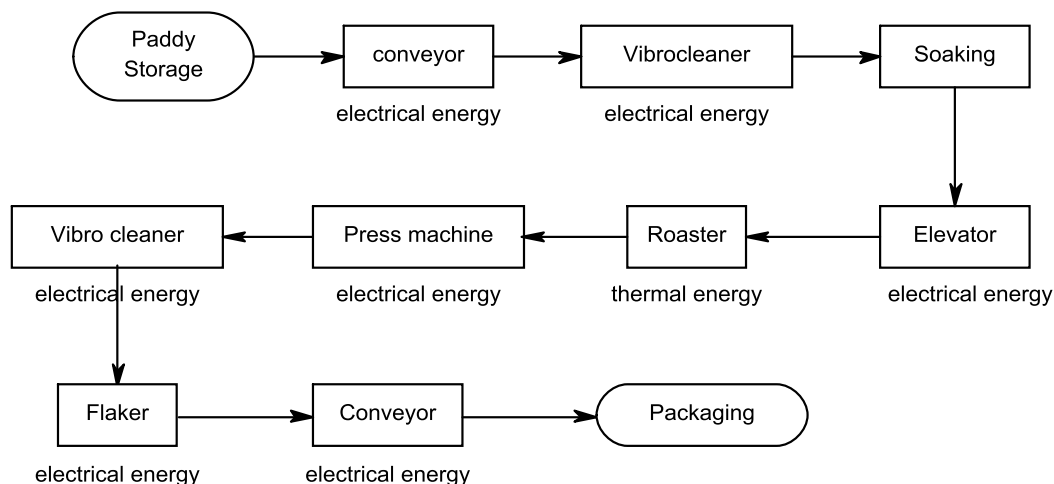 Paddy
Storage
conveyor
Vibrocleaner
Soaking
electrical energy
electrical energy
Vibro cleaner
Press machine
Roaster
Elevator
electrical energy
electrical energy
thermal energy
electrical energy
Flaker
Conveyor
Packaging
electrical energy
electrical energy